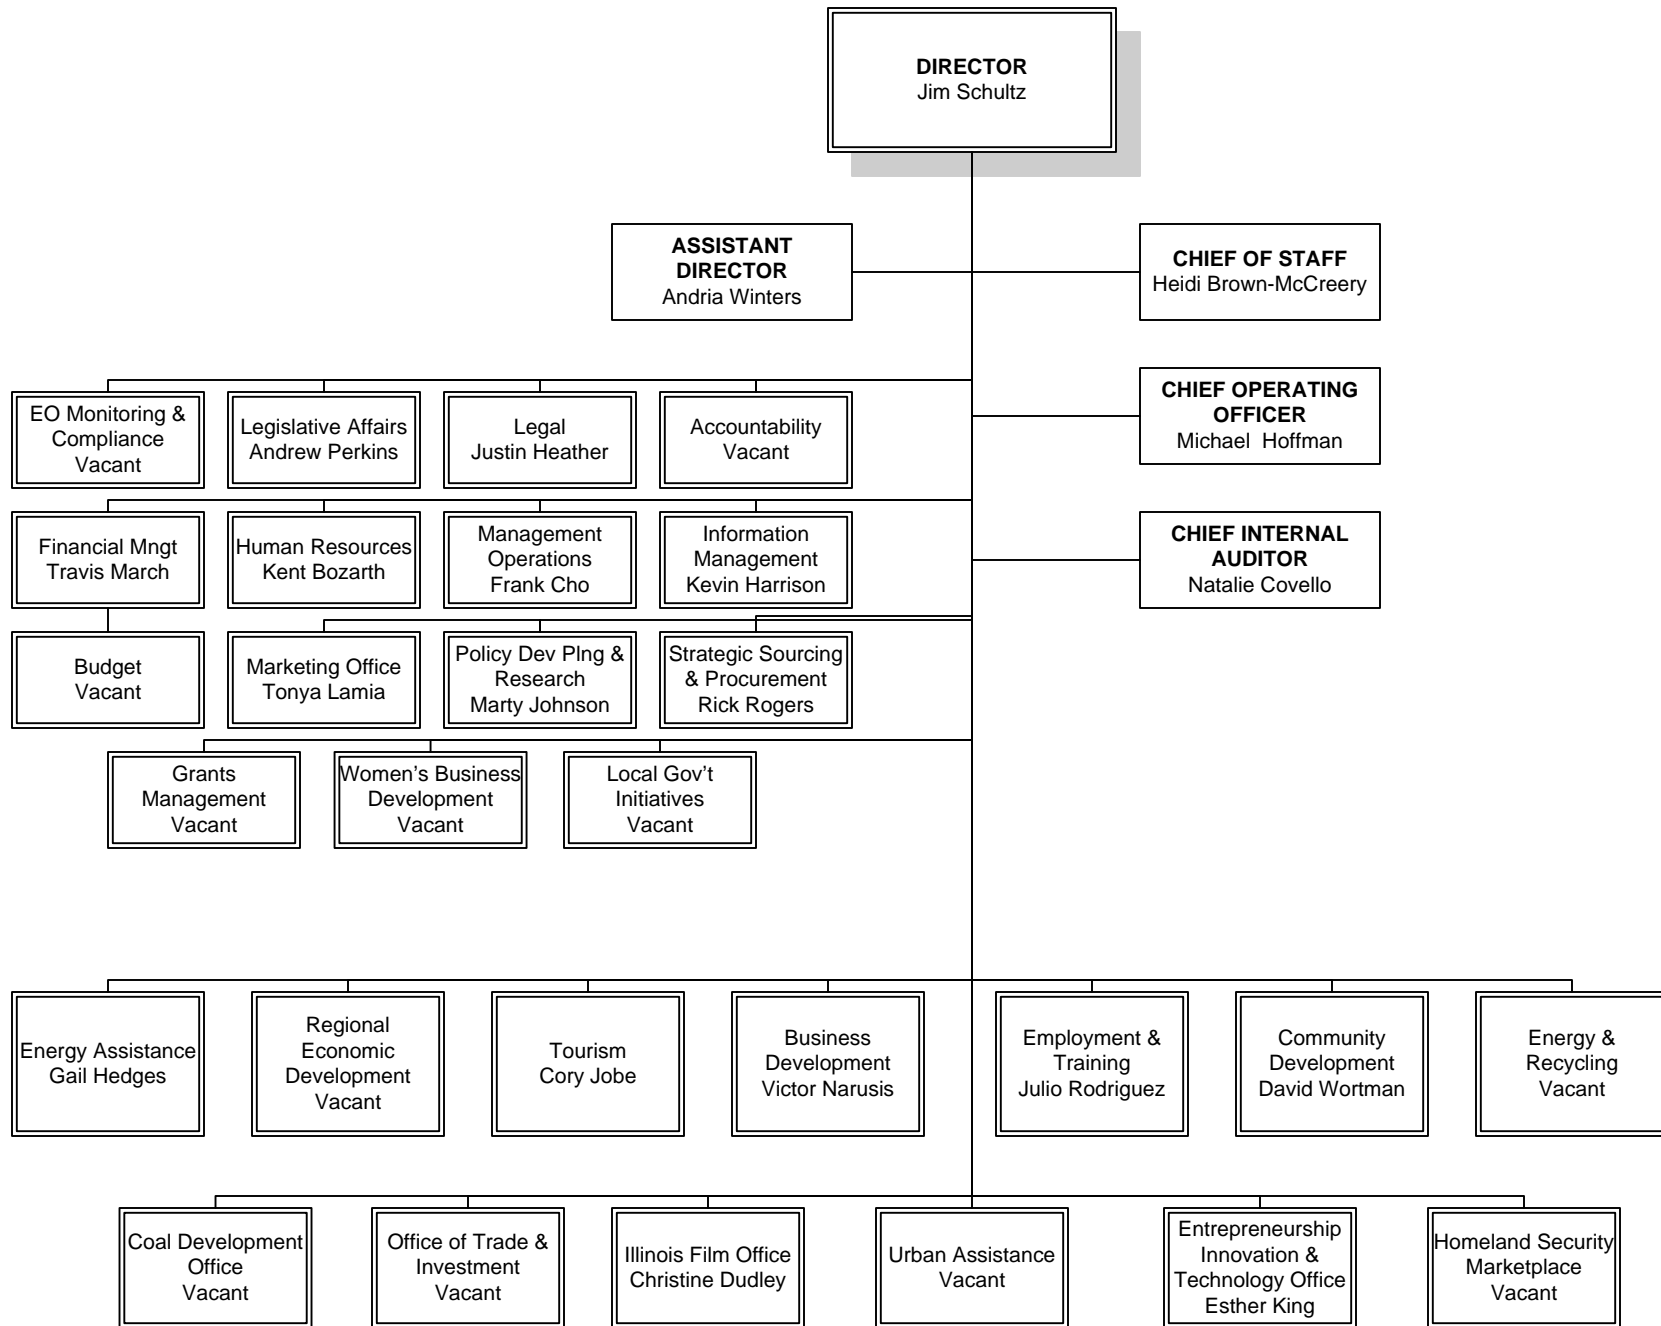 DIRECTOR
Jim Schultz
ASSISTANT
DIRECTOR
Andria Winters
CHIEF OF STAFF
Heidi Brown-McCreery
EO Monitoring &
Compliance
Vacant
Legislative Affairs
Andrew Perkins
Legal
Justin Heather
Accountability
Vacant
CHIEF OPERATING
OFFICER
Michael  Hoffman
Financial Mngt
Travis March
Human Resources
Kent Bozarth
Management
Operations
Frank Cho
Information
Management
Kevin Harrison
CHIEF INTERNAL
AUDITOR
Natalie Covello
Budget
Vacant
Marketing Office
Tonya Lamia
Policy Dev Plng &
Research
Marty Johnson
Strategic Sourcing
& Procurement
Rick Rogers
Grants
Management
Vacant
Women's Business
Development
Vacant
Local Gov't
Initiatives
Vacant
Energy Assistance
Gail Hedges
Regional
Economic
Development
Vacant
Tourism
Cory Jobe
Business
Development
Victor Narusis
Employment &
Training
Julio Rodriguez
Community
Development
David Wortman
Energy &
Recycling
Vacant
Coal Development
Office
Vacant
Office of Trade &
Investment
Vacant
Illinois Film Office
Christine Dudley
Urban Assistance
Vacant
Entrepreneurship
Innovation &
Technology Office
Esther King
Homeland Security
Marketplace
Vacant